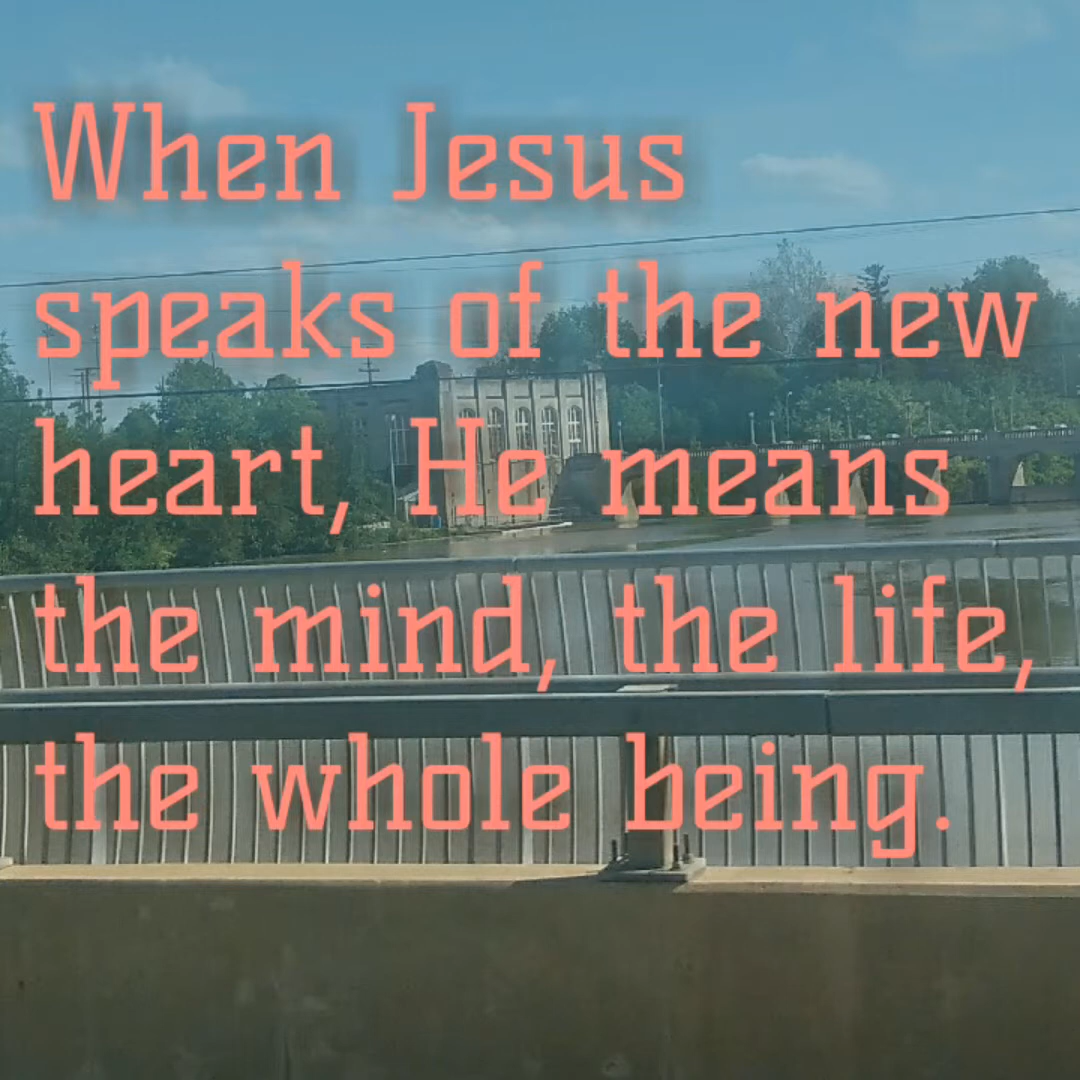 When Jesus
speaks of the new
heart, He means
the mind, the life,
the whole being.